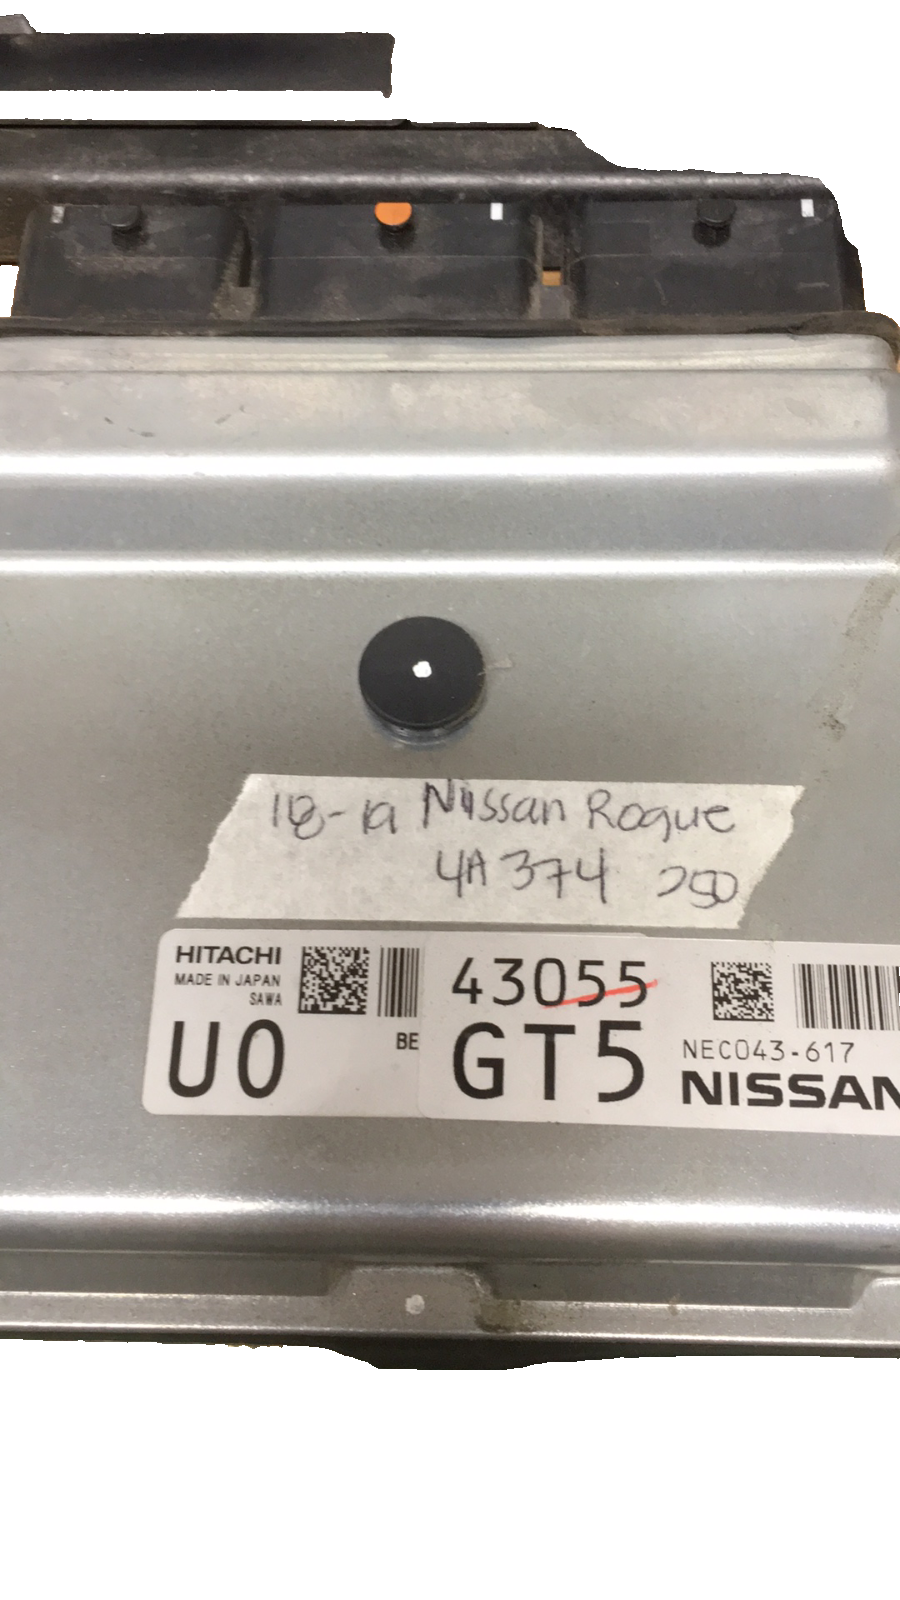 18-19 Nissan Rogue
4A374 250
HITACHI
MADE IN JAPAN
SAWA
U0
BE
43055
GT5
NEC043-617
NISSAN